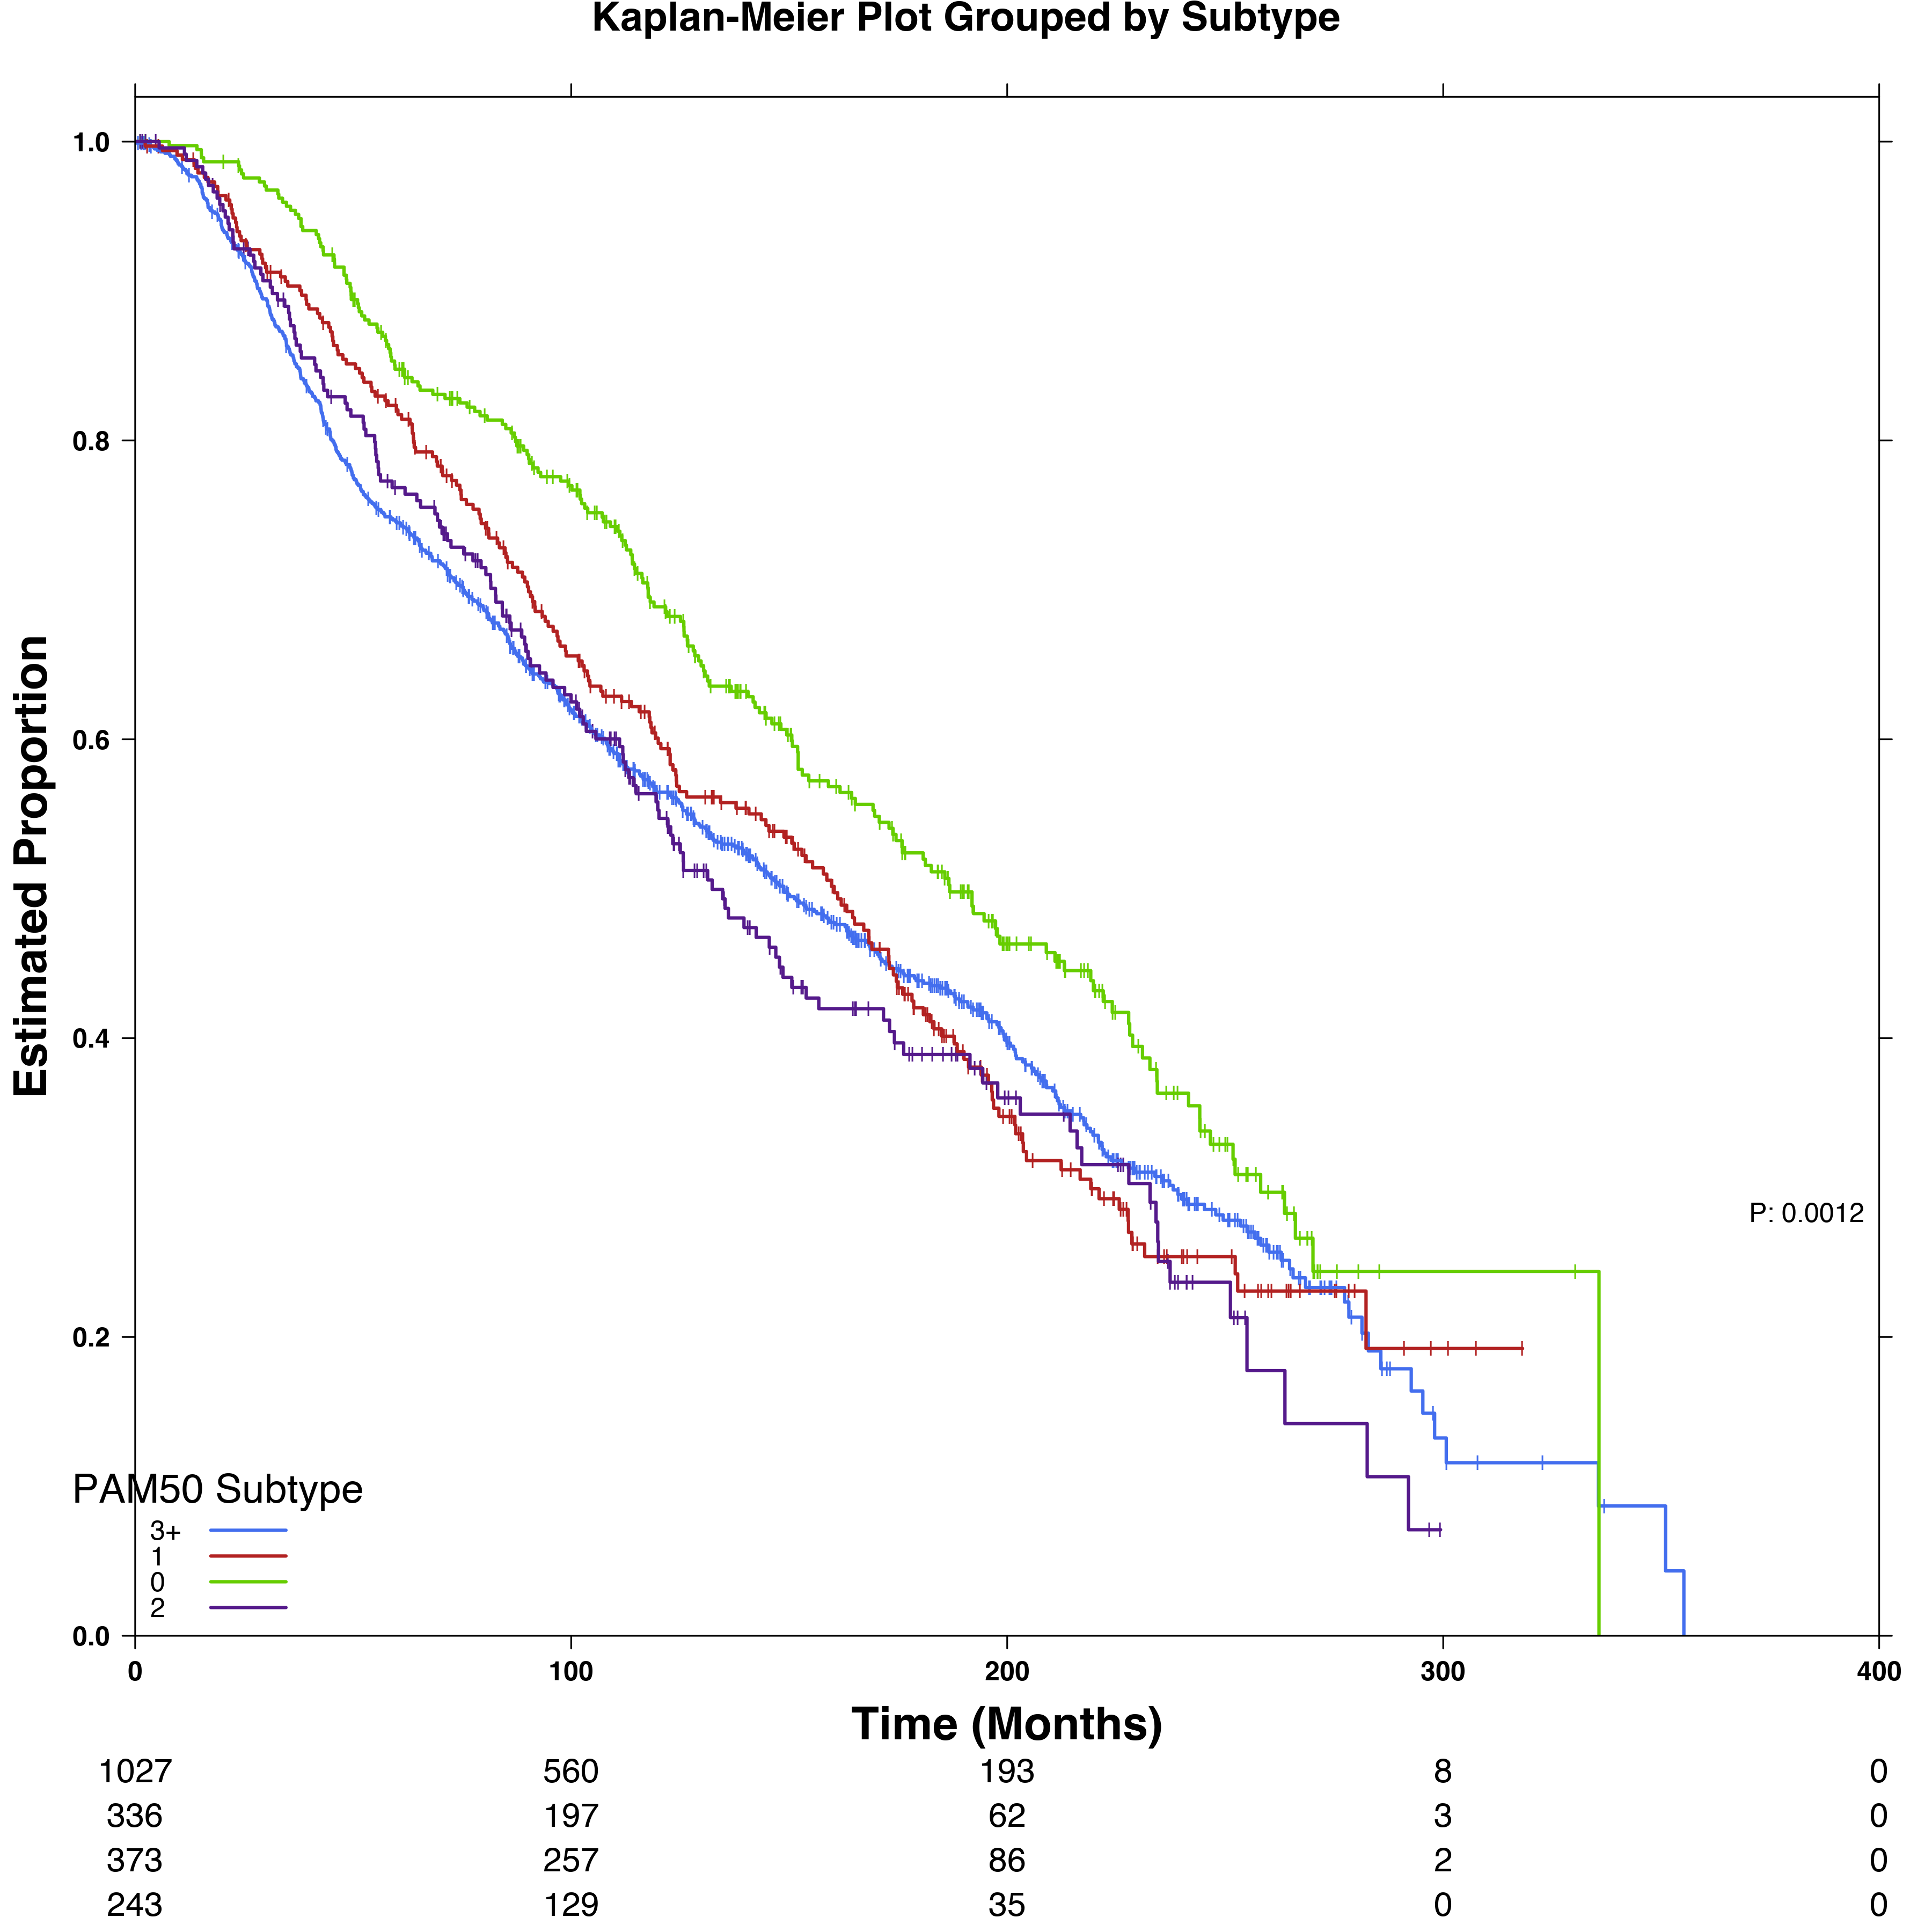 Kaplan-Meier Plot Grouped by Subtype
1.0
0.8
0.6
0.4
0.2
0.0
Estimated Proportion
P: 0.0012
PAM50 Subtype
3+
1
0
2
0 100 200 300 400
Time (Months)
1027 560 193 8 0
336 197 62 3 0
373 257 86 2 0
243 129 35 0 0